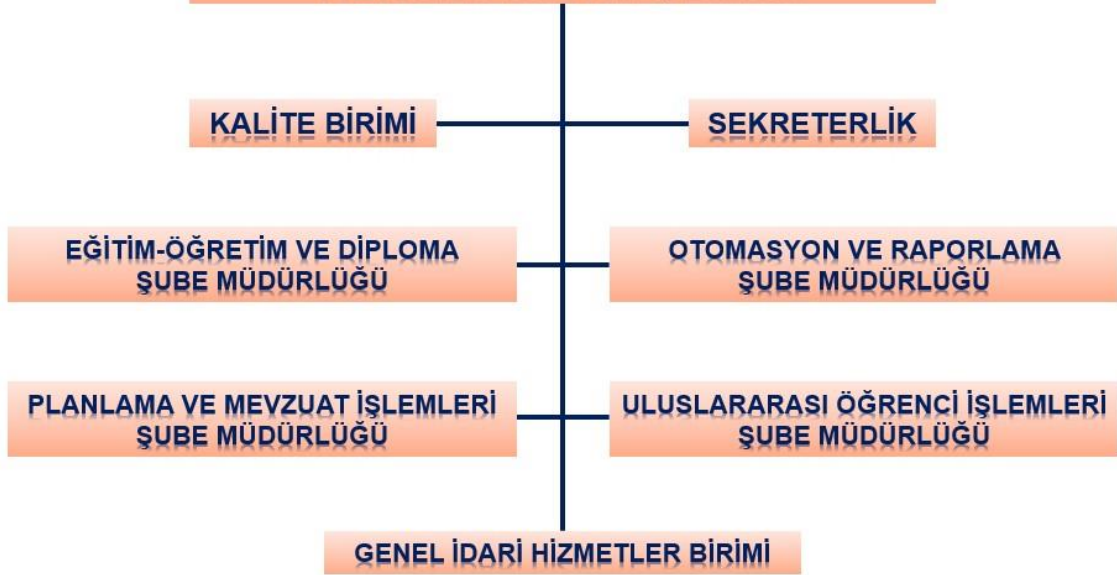 KALİTE BİRİMİ
SEKRETERLİK
EĞİTİM-ÖĞRETİM VE DİPLOMA
ŞUBE MÜDÜRLÜĞÜ
OTOMASYON VE RAPORLAMA
ŞUBE MÜDÜRLÜĞÜ
PLANLAMA VE MEVZUAT İŞLEMLERİ
ŞUBE MÜDÜRLÜĞÜ
ULUSLARARASI ÖĞRENCİ İŞLEMLERİ
ŞUBE MÜDÜRLÜĞÜ
GENEL İDARİ HİZMETLER BİRİMİ